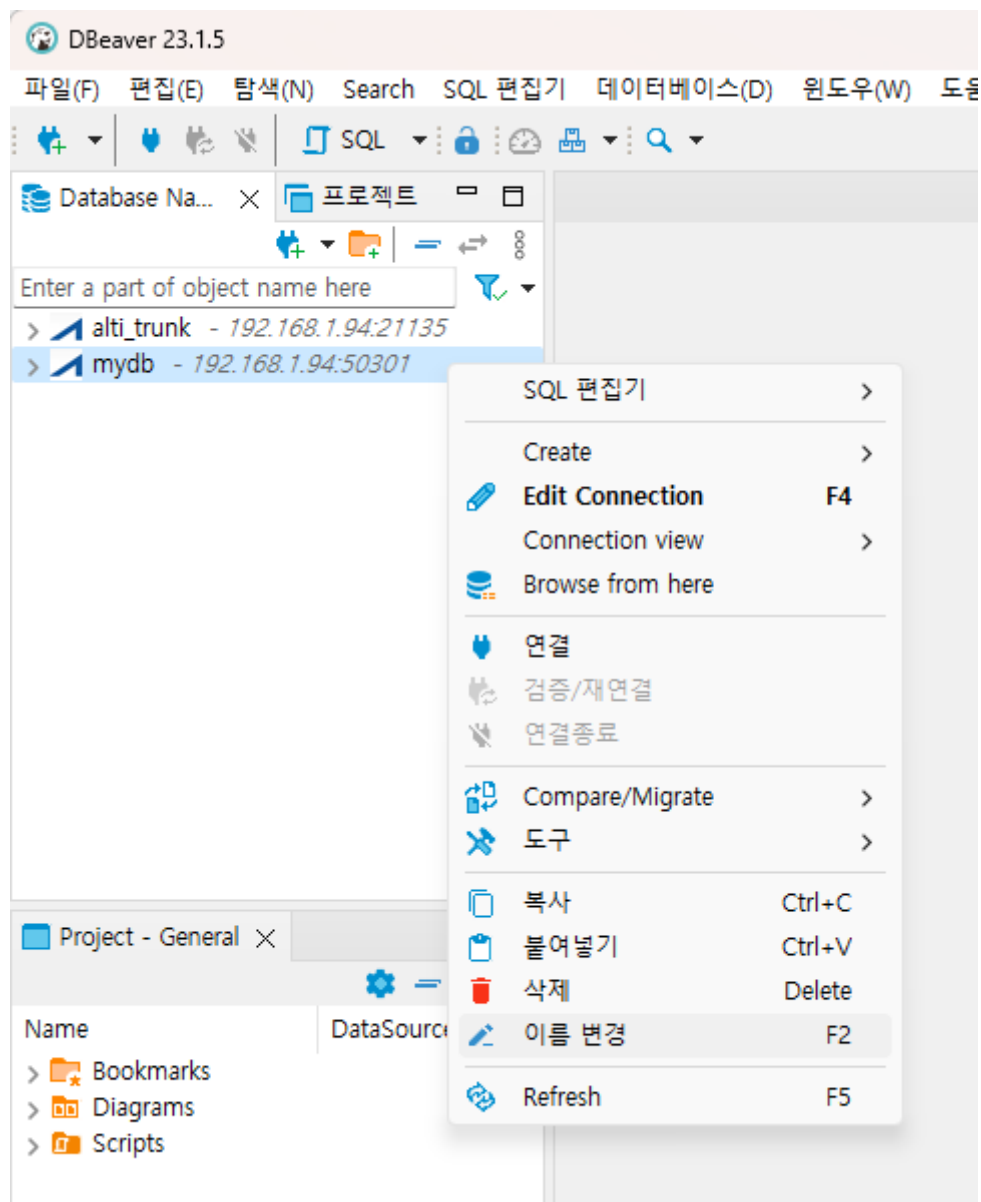 DBeaver 23.1.5
파일(F) 편집(E) 탐색(N) Search SQL 편집기 데이터베이스(D) 윈도우(W)
SQL
Database Na... 프로젝트
Enter a part of object name here
alti_trunk - 192.168.1.94:21135
mydb - 192.168.1.94:50301
SQL 편집기
Create
Edit Connection F4
Connection view
Browse from here
연결
검증/재연결
연결종료
Compare/Migrate
도구
복사 Ctrl+C
붙여넣기 Ctrl+V
삭제 Delete
이름 변경 F2
Refresh F5
Project - General
Name DataSource
Bookmarks
Diagrams
Scripts